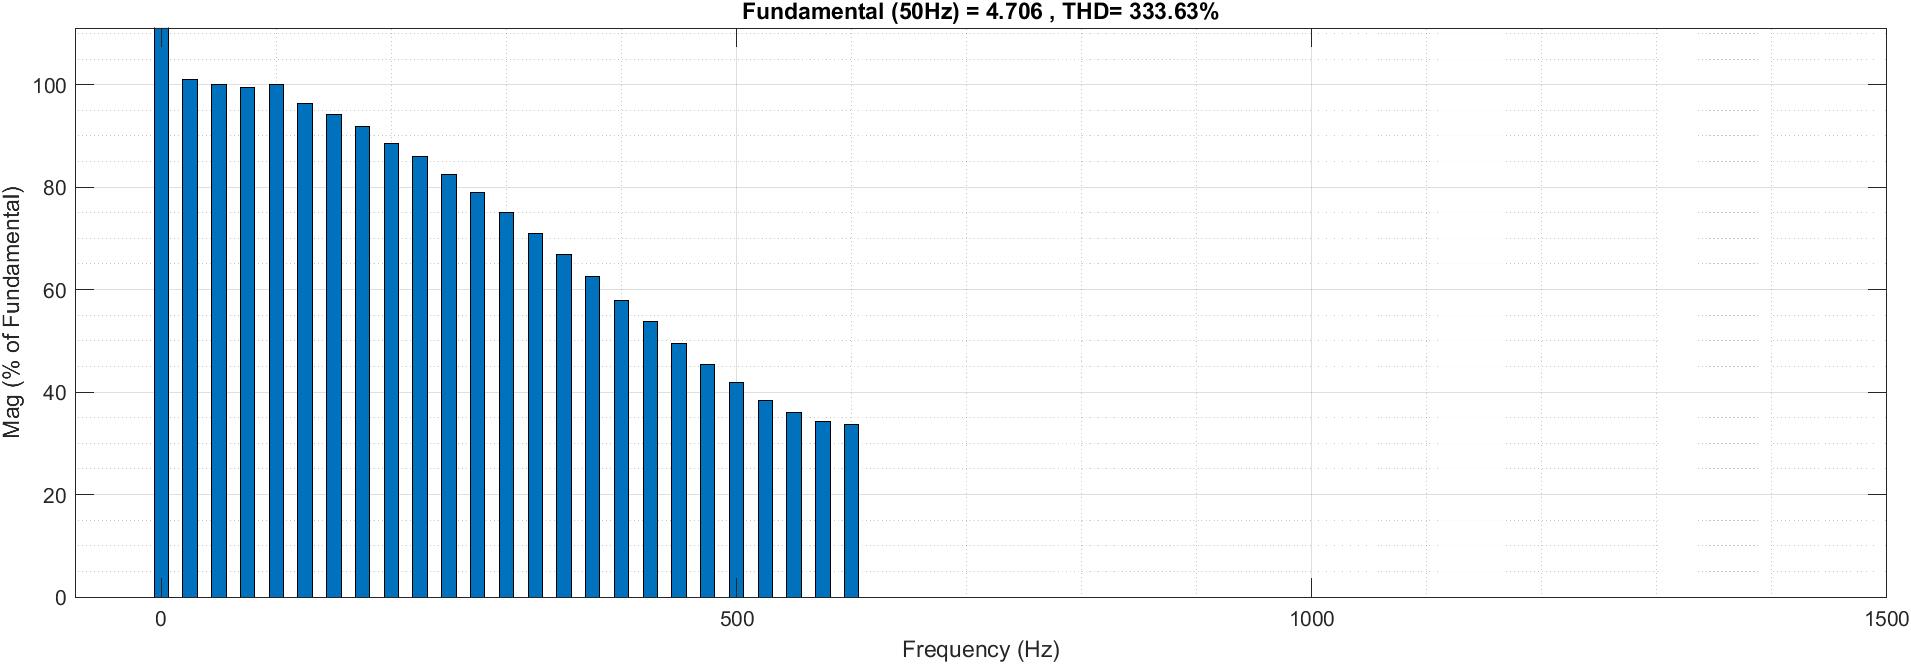 Fundamental (50Hz) = 4.706 , THD= 333.63%
Mag (% of Fundamental)
100
80
60
40
20
0
0 500 1000 1500
Frequency (Hz)